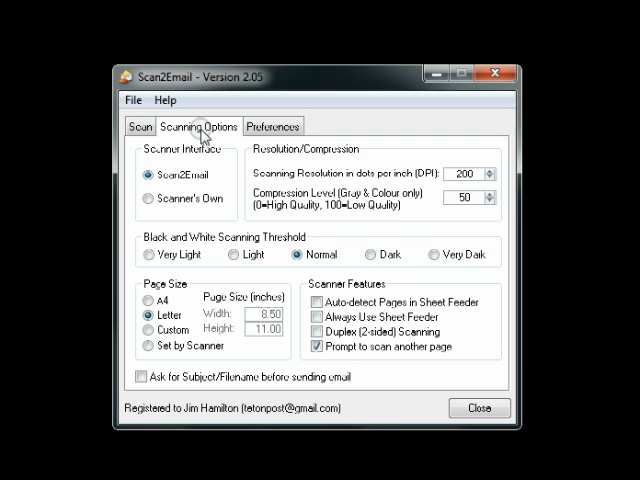 Scan2Email - Version 2.05
File Help
Scan Scanning Options Preferences
Scanner Interface
Scan2Email
Scanner's Own
Resolution/Compression
Scanning Resolution in dots per inch (DPI): 200
Compression Level (Gray & Colour only) 50
(0=High Quality, 100=Low Quality)
Black and White Scanning Threshold
Very Light Light Normal Dark Very Dark
Page Size
A4
Letter
Custom
Set by Scanner
Page Size (inches)
Width: 8.50
Height: 11.00
Scanner Features
Auto-detect Pages in Sheet Feeder
Always Use Sheet Feeder
Duplex (2-sided) Scanning
Prompt to scan another page
Ask for Subject/Filename before sending email
Registered to Jim Hamilton (tetonpost@gmail.com) Close